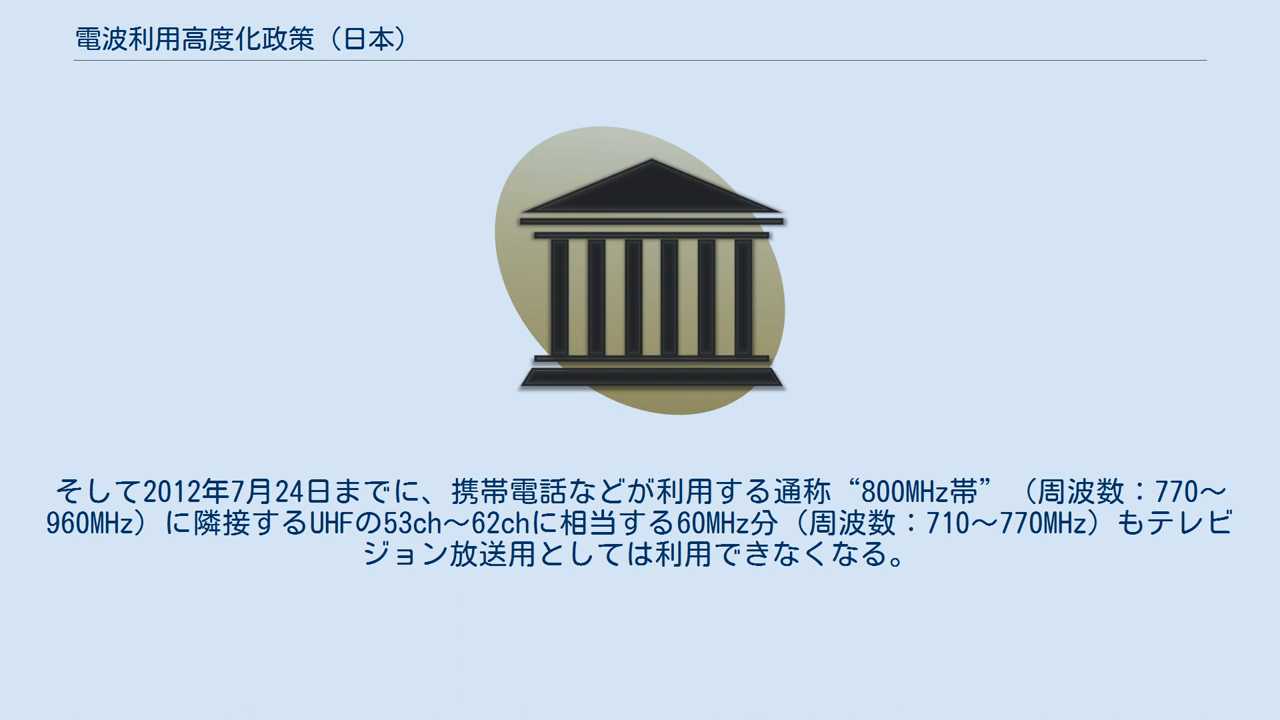 電波利用高度化政策（日本）
そして2012年7月24日までに、携帯電話などが利用する通称“800MHz帯”（周波数：770～
960MHz）に隣接するUHFの53ch～62chに相当する60MHz分（周波数：710～770MHz）もテレビ
ジョン放送用としては利用できなくなる。